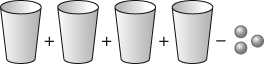 + + + −